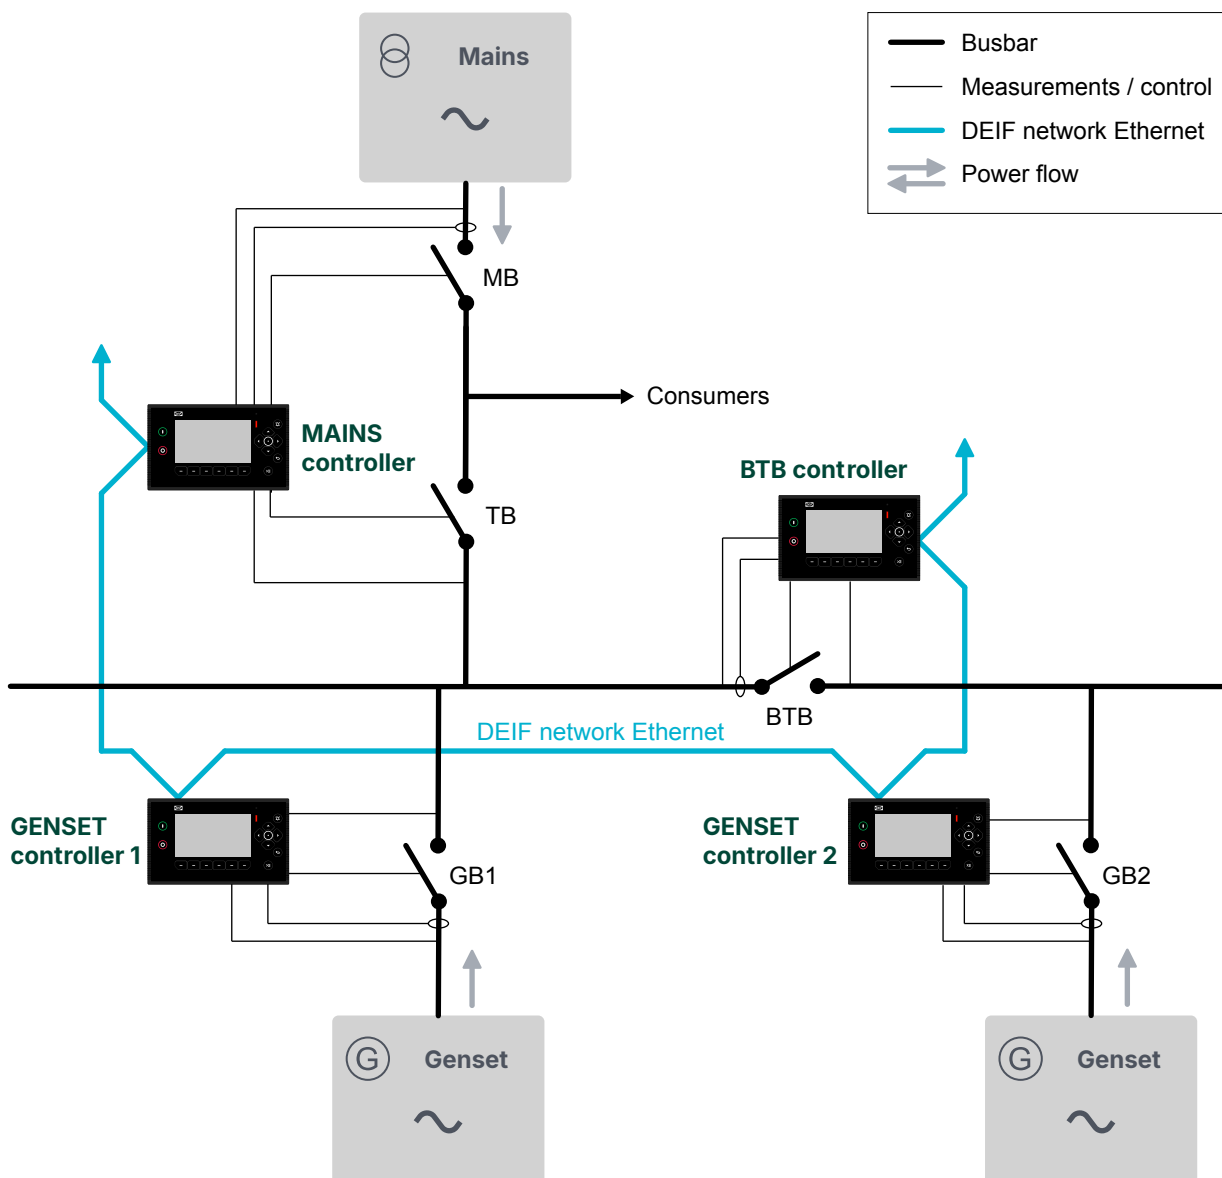 Mains
Busbar
Measurements / control
DEIF network Ethernet
Power flow
MB
Consumers
MAINS
controller
BTB controller
TB
BTB
DEIF network Ethernet
GENSET
controller 1
GB1
GENSET
controller 2
GB2
G
Genset
G
Genset